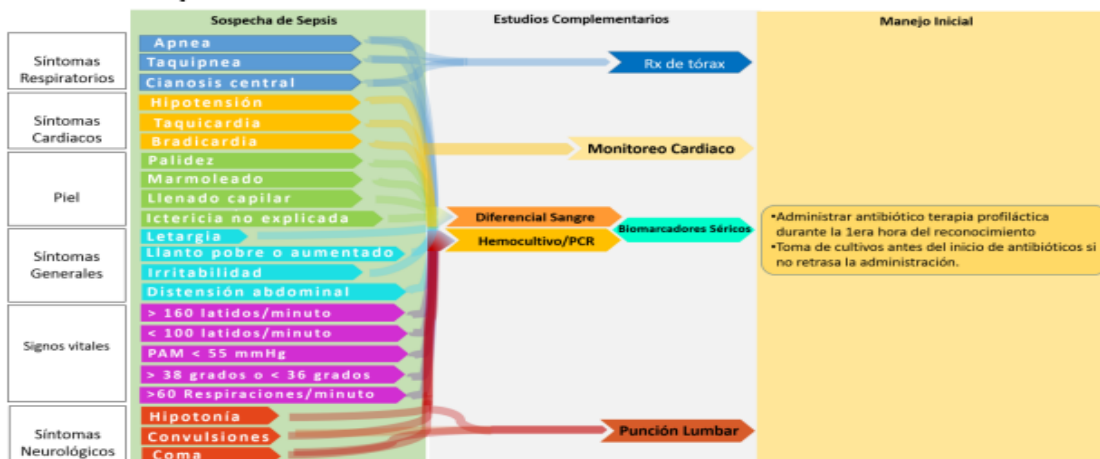 Sospecha de Sepsis
Estudios Complementarios
Manejo Inicial
Síntomas
Respiratorios
Apnea
Taquipnea
Cianosis central
Rx de tórax
Síntomas
Cardiacos
Hipotensión
Taquicardia
Bradicardia
Monitoreo Cardiaco
Piel
Palidez
Marmoleado
Llenado capilar
Ictericia no explicada
Diferencial Sangre
Hemocultivo/PCR
Biomarcadores Séricos
•Administrar antibiótico terapia profiláctica
durante la 1era hora del reconocimiento
•Toma de cultivos antes del inicio de antibióticos si
no retrasa la administración.
Síntomas
Generales
Letargia
Llanto pobre o aumentado
Irritabilidad
Distensión abdominal
Signos vitales
> 160 latidos/minuto
< 100 latidos/minuto
PAM < 55 mmHg
> 38 grados o < 36 grados
>60 Respiraciones/minuto
Síntomas
Neurológicos
Hipotonía
Convulsiones
Coma
Punción Lumbar